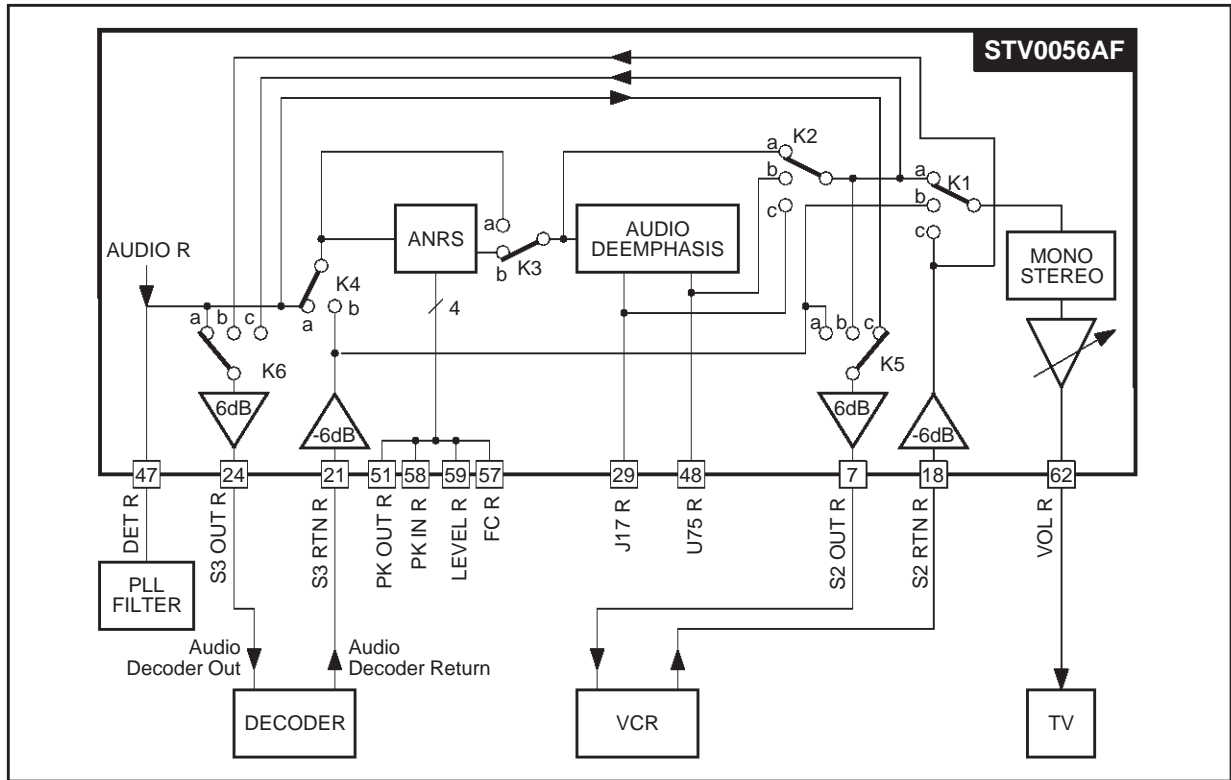 STV0056AF
K2
a
b
c
a
K1
b
c
a
ANRS
b
K3
AUDIO
DEEMPHASIS
MONO
STEREO
AUDIO R
K4
a
b
4
a
b
c
K6
a
b
c
K5
6dB
-6dB
6dB
-6dB
47
24
21
51
58
59
57
29
48
7
18
62
DET R
S3 OUT R
S3 RTN R
PK OUT R
PK IN R
LEVEL R
FC R
J17 R
U75 R
S2 OUT R
S2 RTN R
VOL R
PLL
FILTER
Audio
Decoder Out
Audio
Decoder Return
DECODER
VCR
TV